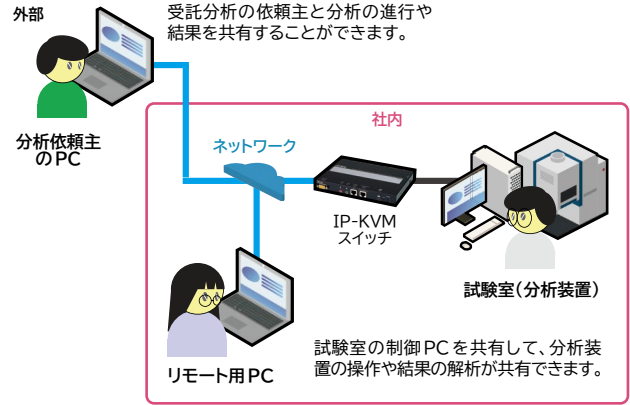 外部
受託分析の依頼主と分析の進行や
結果を共有することができます。
分析依頼主
のPC
社内
ネットワーク
IP-KVM
スイッチ
試験室(分析装置)
リモート用PC
試験室の制御PCを共有して、分析装
置の操作や結果の解析が共有できます。